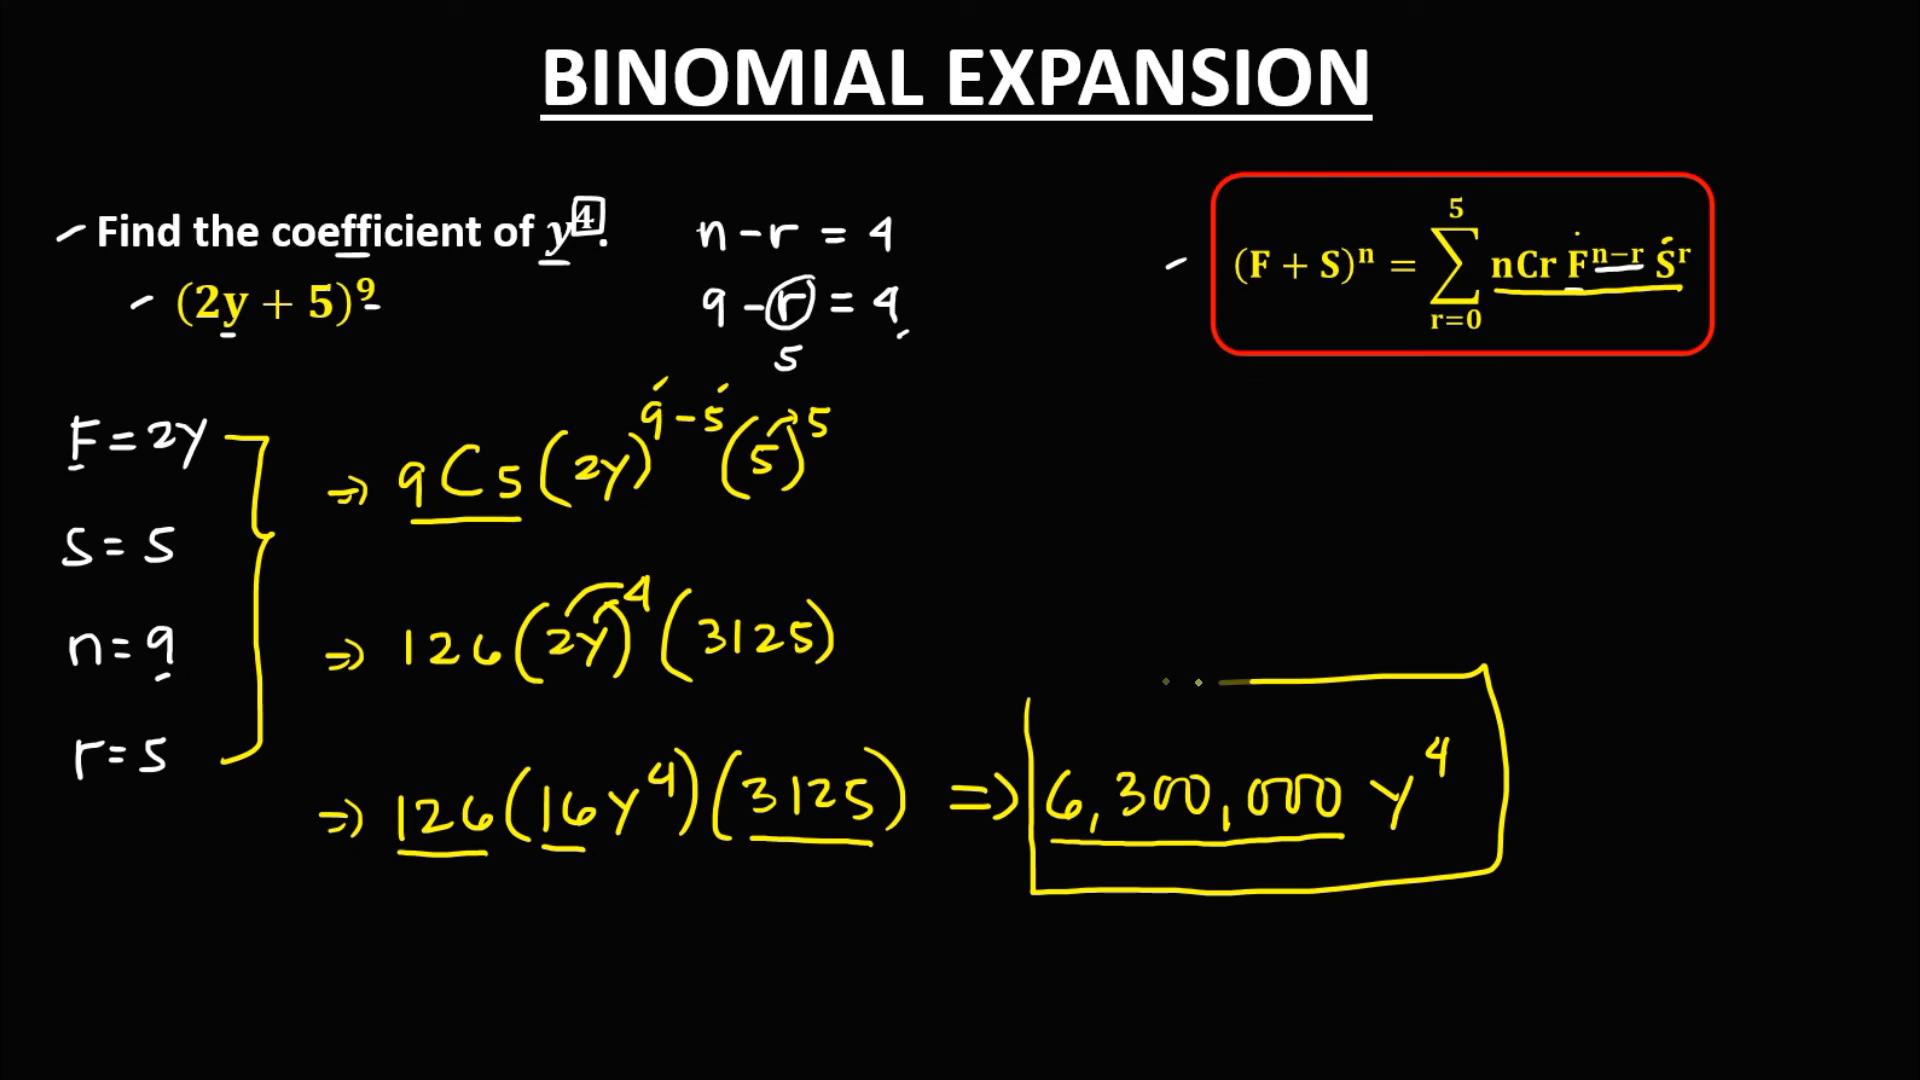 BINOMIAL EXPANSION
Find the coefficient of y⁴.
(2y + 5)⁹
n - r = 4
9 - r = 4
5
(F + S)ⁿ = ∑ nCr Fⁿ⁻ʳ Sʳ
5
r=0
F = 2y
S = 5
n = 9
r = 5
⇒ 9C5 (2y)⁹⁻⁵ (5)⁵
⇒ 126 (2y)⁴ (3125)
⇒ 126 (16y⁴) (3125) ⇒ 6,300,000 y⁴